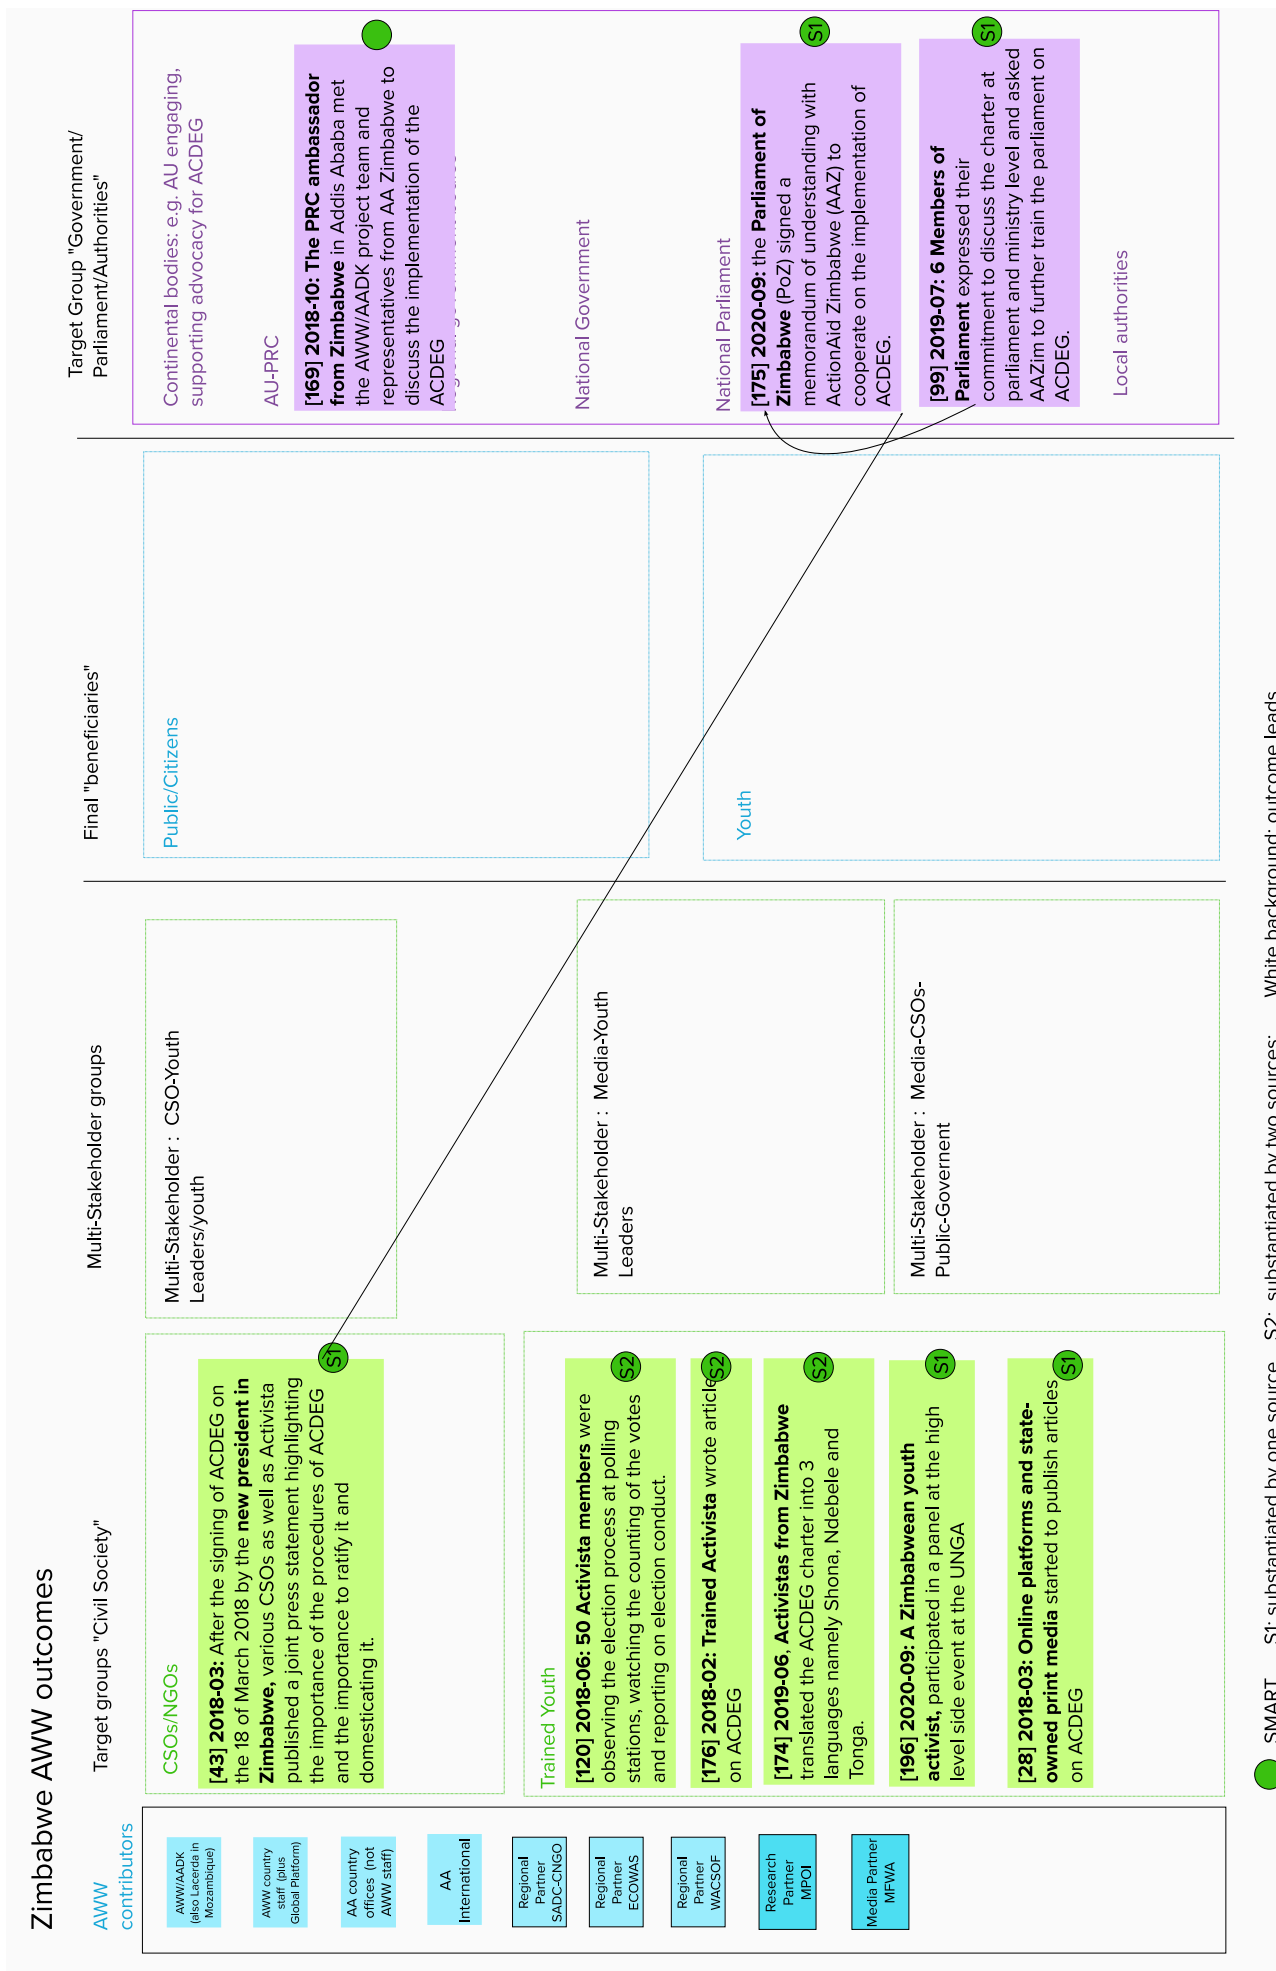 Zimbabwe AWW outcomes
AWW
contributors
AWW/AADK
(also Lacerda in
Mozambique)
AWW country
staff (plus
Global Platform)
AA country
offices (not
AWW staff)
AA
International
Regional
Partner
SADC-CNGO
Regional
Partner
ECOWAS
Regional
Partner
WACSOF
Research
Partner
MPOI
Media Partner
MFWA
Target groups "Civil Society"
CSOs/NGOs
[43] 2018-03: After the signing of ACDEG on
the 18 of March 2018 by the new president in
Zimbabwe, various CSOs as well as Activista
published a joint press statement highlighting
the importance of the procedures of ACDEG
and the importance to ratify it and
domesticating it.
S1
Trained Youth
[120] 2018-06: 50 Activista members were
observing the election process at polling
stations, watching the counting of the votes
and reporting on election conduct.
S2
[176] 2018-02: Trained Activista wrote article
on ACDEG
S2
[174] 2019-06, Activistas from Zimbabwe
translated the ACDEG charter into 3
languages namely Shona, Ndebele and
Tonga.
S2
[196] 2020-09: A Zimbabwean youth
activist, participated in a panel at the high
level side event at the UNGA
S1
[28] 2018-03: Online platforms and state-
owned print media started to publish articles
on ACDEG
S1
Multi-Stakeholder groups
Multi-Stakeholder : CSO-Youth
Leaders/youth
Multi-Stakeholder : Media-Youth
Leaders
Multi-Stakeholder : Media-CSOs-
Public-Governent
Final "beneficiaries"
Public/Citizens
Youth
Target Group "Government/
Parliament/Authorities"
Continental bodies: e.g. AU engaging,
supporting advocacy for ACDEG
AU-PRC
[169] 2018-10: The PRC ambassador
from Zimbabwe in Addis Ababa met
the AWW/AADK project team and
representatives from AA Zimbabwe to
discuss the implementation of the
ACDEG
National Government
National Parliament
[175] 2020-09: the Parliament of
Zimbabwe (PoZ) signed a
memorandum of understanding with
ActionAid Zimbabwe (AAZ) to
cooperate on the implementation of
ACDEG.
S1
[99] 2019-07: 6 Members of
Parliament expressed their
commitment to discuss the charter at
parliament and ministry level and asked
AAZim to further train the parliament on
ACDEG.
S1
Local authorities
SMART S1: substantiated by one source S2: substantiated by two sources; White background: outcome leads